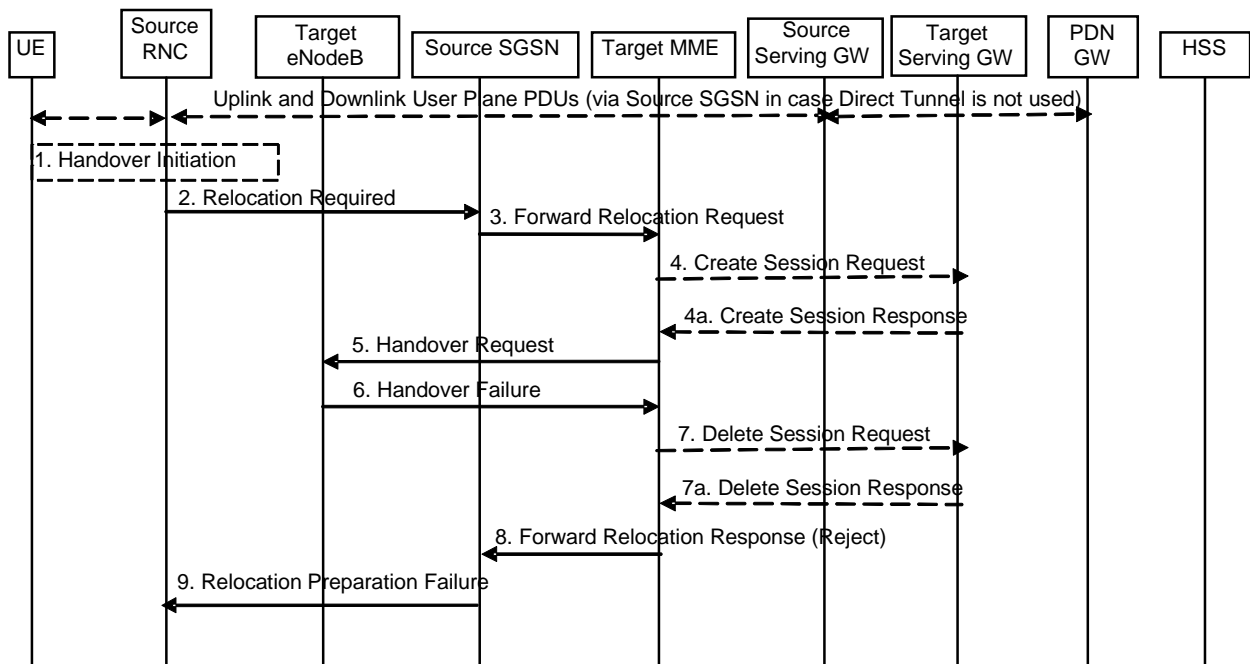 UE
Source
RNC
Target
eNodeB
Source SGSN
Target MME
Source
Serving GW
Target
Serving GW
PDN
GW
HSS
Uplink and Downlink User Plane PDUs (via Source SGSN in case Direct Tunnel is not used)
1. Handover Initiation
2. Relocation Required
3. Forward Relocation Request
4. Create Session Request
4a. Create Session Response
5. Handover Request
6. Handover Failure
7. Delete Session Request
7a. Delete Session Response
8. Forward Relocation Response (Reject)
9. Relocation Preparation Failure